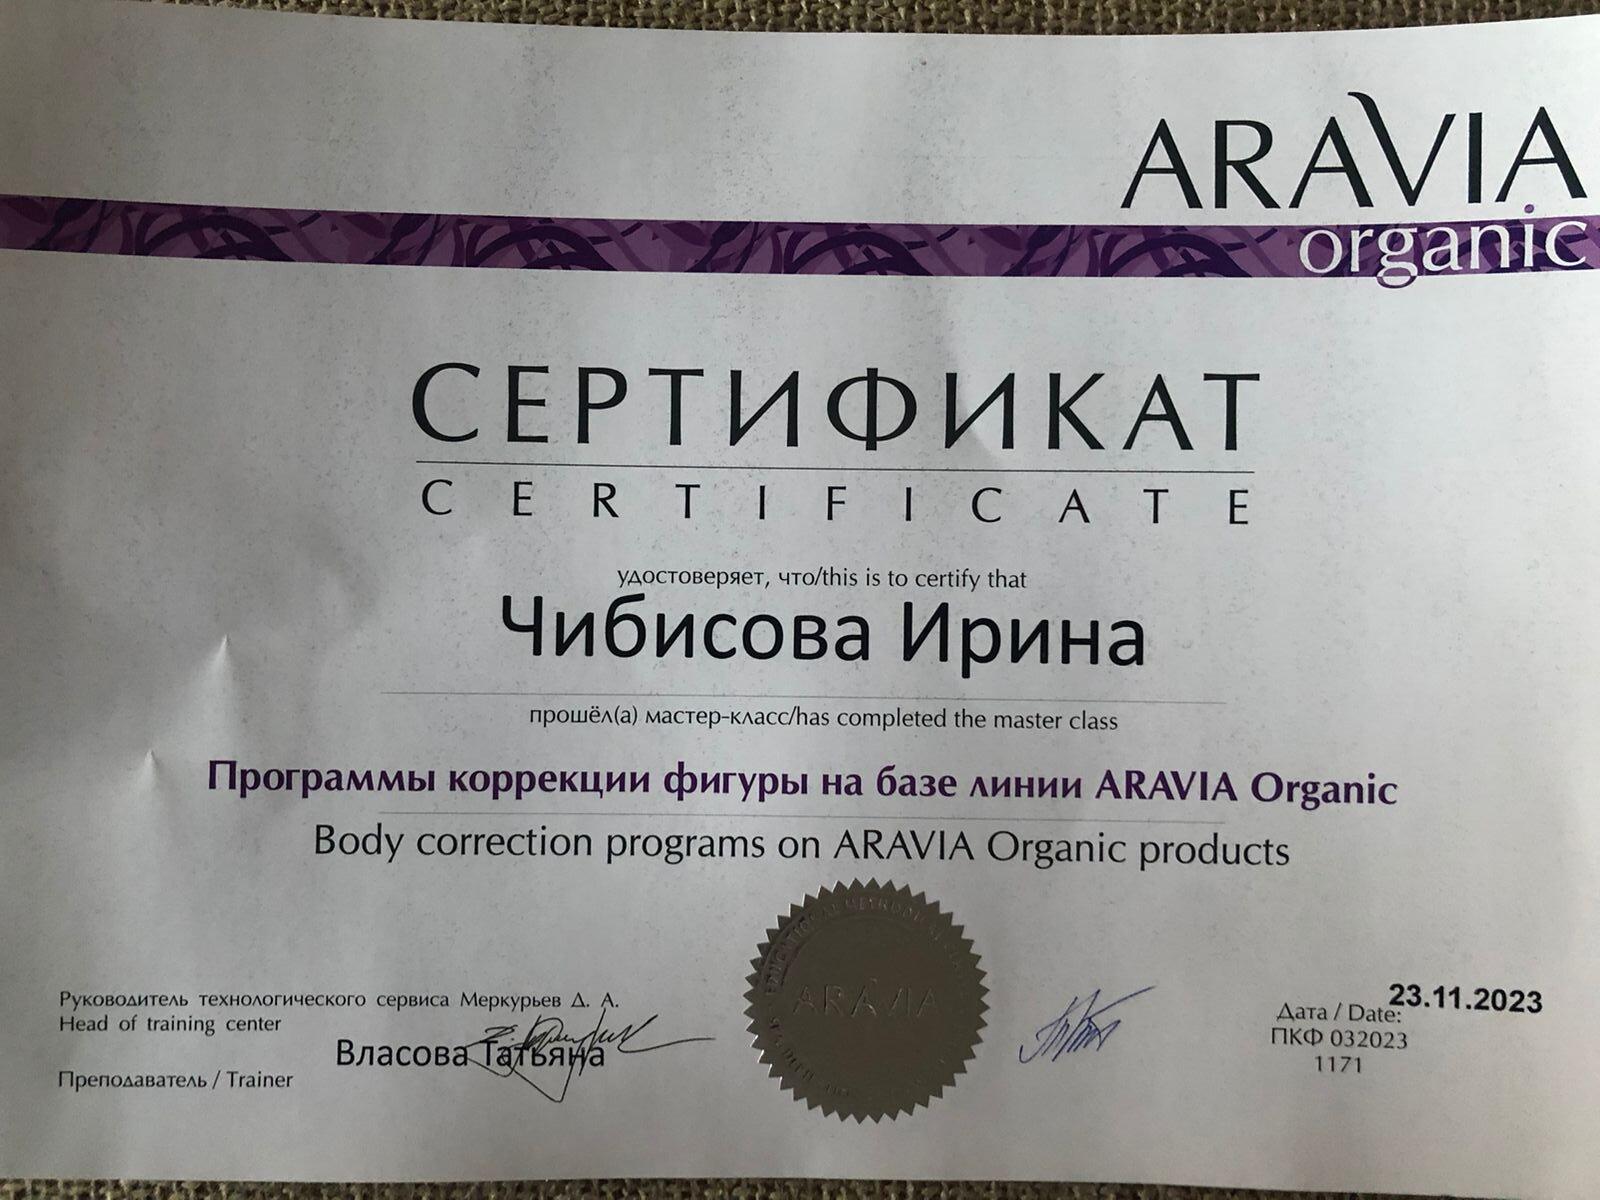 ARAVIA
organic
СЕРТИФИКАТ
CERTIFICATE
удостоверяет, что/this is to certify that
Чибисова Ирина
прошёл(а) мастер-класс/has completed the master class
Программы коррекции фигуры на базе линии ARAVIA Organic
Body correction programs on ARAVIA Organic products
Руководитель технологического сервиса Меркурьев Д. А.
Head of training center
Власова Татьяна
Преподаватель / Trainer
ARAVIA
23.11.2023
Дата / Date:
ПКФ 032023
1171